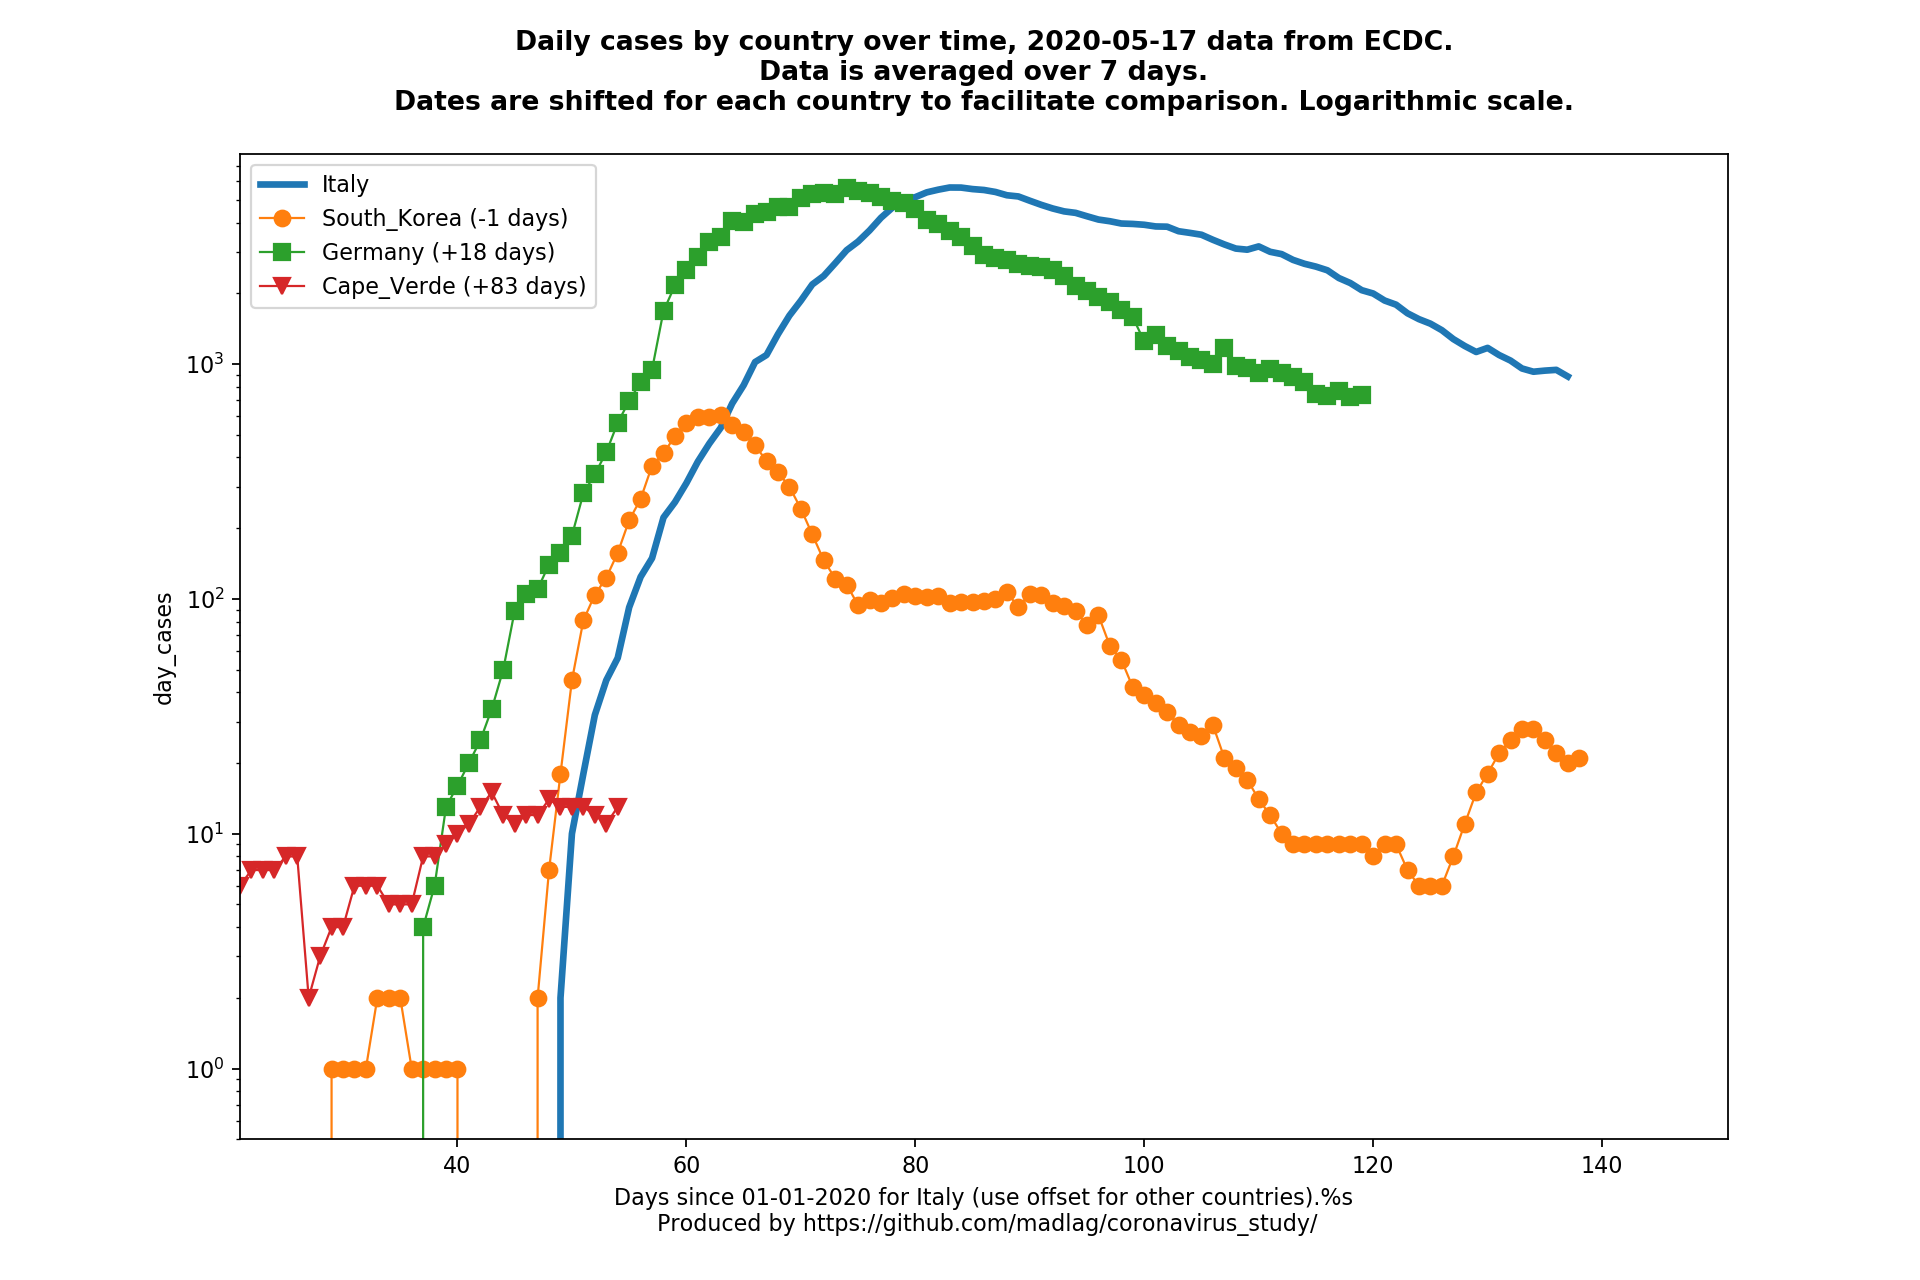 Daily cases by country over time, 2020-05-17 data from ECDC.
Data is averaged over 7 days.
Dates are shifted for each country to facilitate comparison. Logarithmic scale.
Italy
South_Korea (-1 days)
Germany (+18 days)
Cape_Verde (+83 days)
day_cases
10³
10²
10¹
10⁰
40 60 80 100 120 140
Days since 01-01-2020 for Italy (use offset for other countries).%s
Produced by https://github.com/madlag/coronavirus_study/